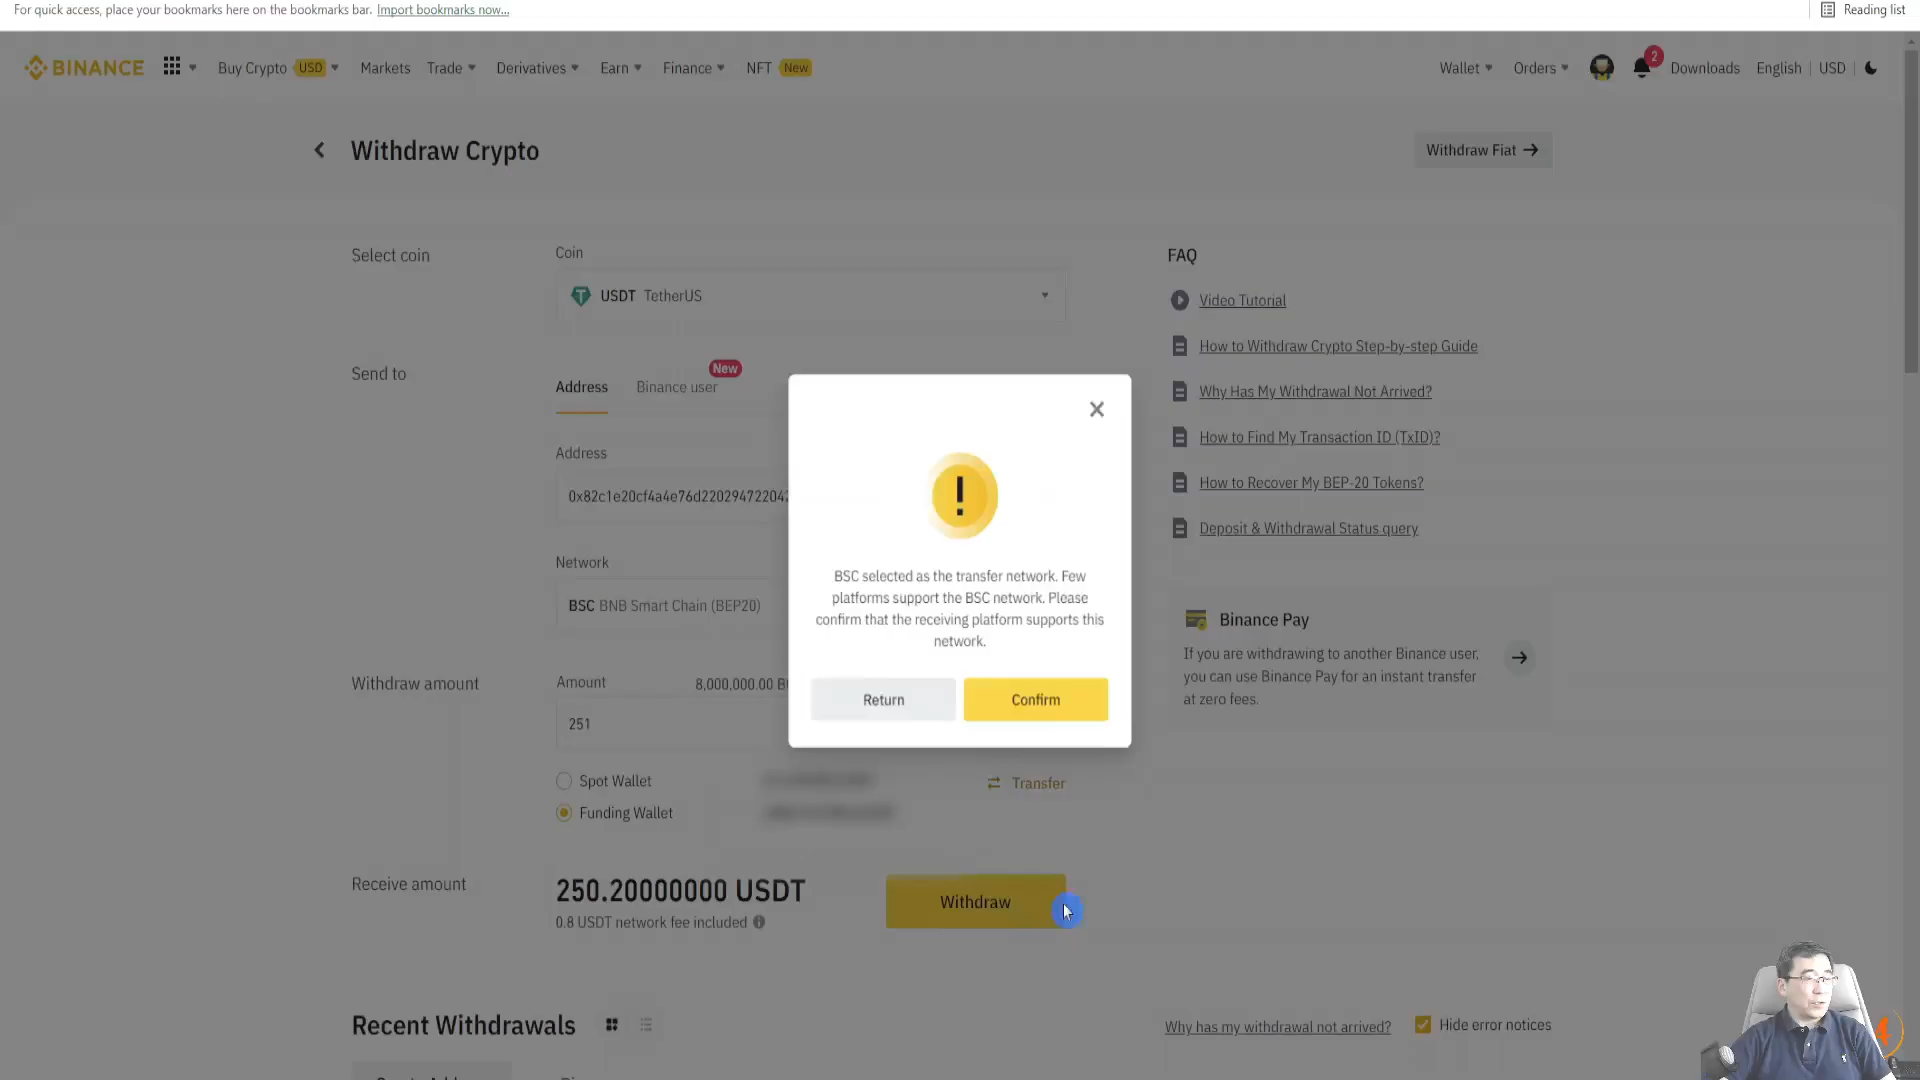 For quick access, place your bookmarks here on the bookmarks bar. Import bookmarks now...
Reading list
BINANCE
Buy Crypto USD
Markets
Trade
Derivatives
Earn
Finance
NFT New
Wallet
Orders
2
Downloads
English
USD
Withdraw Crypto
Withdraw Fiat
Select coin
Coin
USDT TetherUS
Send to
Address
Binance user
New
Address
0x82c1e20cf4a4e76d2202947220
Network
BSC BNB Smart Chain (BEP20)
Withdraw amount
Amount
8,000,000.00
251
Spot Wallet
Funding Wallet
Transfer
Receive amount
250.20000000 USDT
0.8 USDT network fee included
Withdraw
BSC selected as the transfer network. Few
platforms support the BSC network. Please
confirm that the receiving platform supports this
network.
Return
Confirm
FAQ
Video Tutorial
How to Withdraw Crypto Step-by-step Guide
Why Has My Withdrawal Not Arrived?
How to Find My Transaction ID (TxID)?
How to Recover My BEP-20 Tokens?
Deposit & Withdrawal Status query
Binance Pay
If you are withdrawing to another Binance user,
you can use Binance Pay for an instant transfer
at zero fees.
Recent Withdrawals
Why has my withdrawal not arrived?
Hide error notices